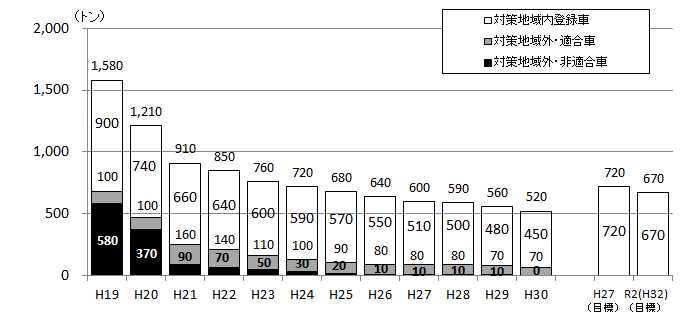 (トン)
2,000
1,500
1,000
500
0
対策地域内登録車
対策地域外・適合車
対策地域外・非適合車
1,580 1,210 910 850 760 720 680 640 600 590 560 520 720 670
900 740 660 640 600 590 570 550 510 500 480 450 720 670
100 100 160 140 110 100 90 80 80 80 70 70
580 370 90 70 50 30 20 10 10 10 10 0
H19 H20 H21 H22 H23 H24 H25 H26 H27 H28 H29 H30 H27 R2(H32)
(目標) (目標)